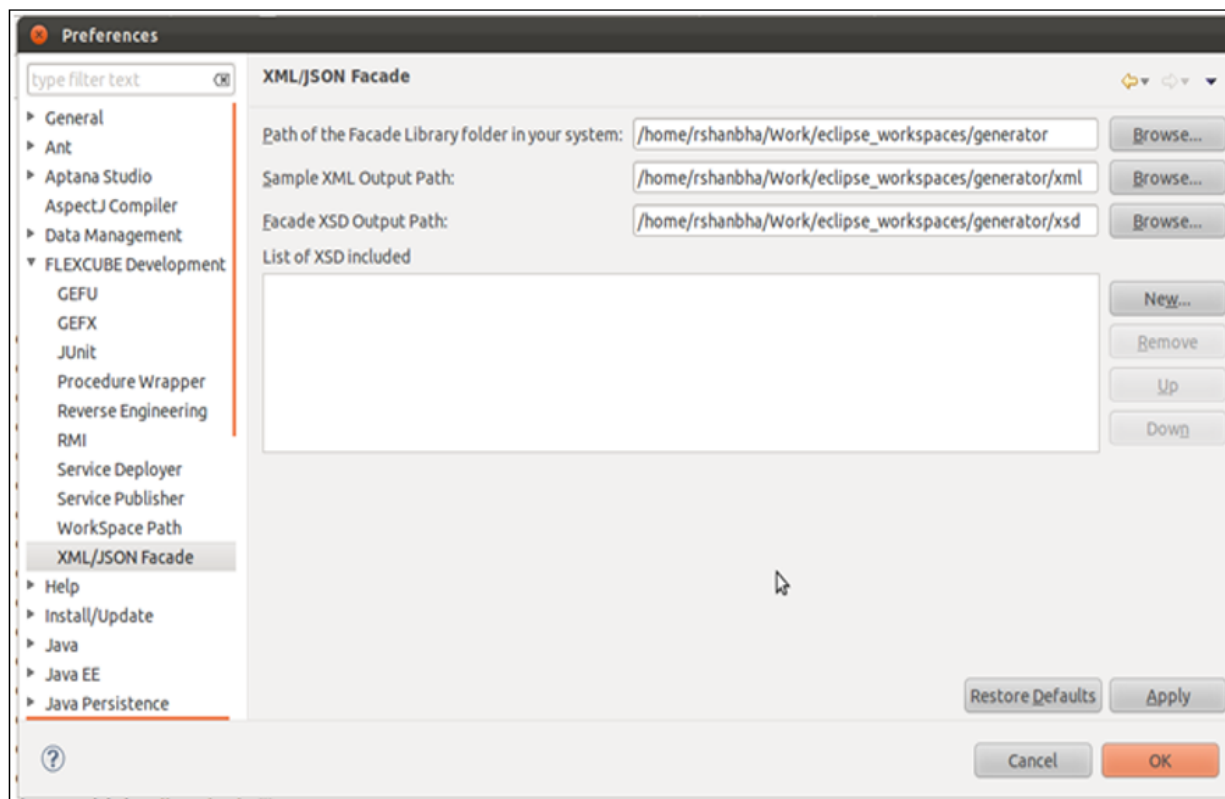 Preferences
type filter text
General
Ant
Aptana Studio
AspectJ Compiler
Data Management
FLEXCUBE Development
GEFU
GEFX
JUnit
Procedure Wrapper
Reverse Engineering
RMI
Service Deployer
Service Publisher
WorkSpace Path
XML/JSON Facade
Help
Install/Update
Java
Java EE
Java Persistence
XML/JSON Facade
Path of the Facade Library folder in your system: /home/rshanbha/Work/eclipse_workspaces/generator Browse...
Sample XML Output Path: /home/rshanbha/Work/eclipse_workspaces/generator/xml Browse...
Facade XSD Output Path: /home/rshanbha/Work/eclipse_workspaces/generator/xsd Browse...
List of XSD included
New...
Remove
Up
Down
Restore Defaults Apply
Cancel OK